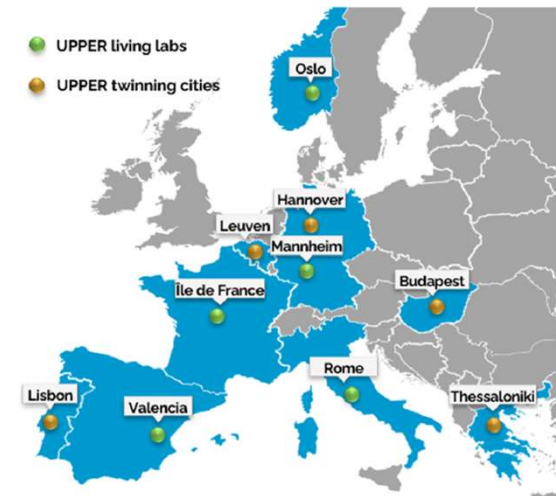 UPPER living labs
UPPER twinning cities
Oslo
Hannover
Leuven
Mannheim
Île de France
Budapest
Rome
Lisbon
Valencia
Thessaloniki